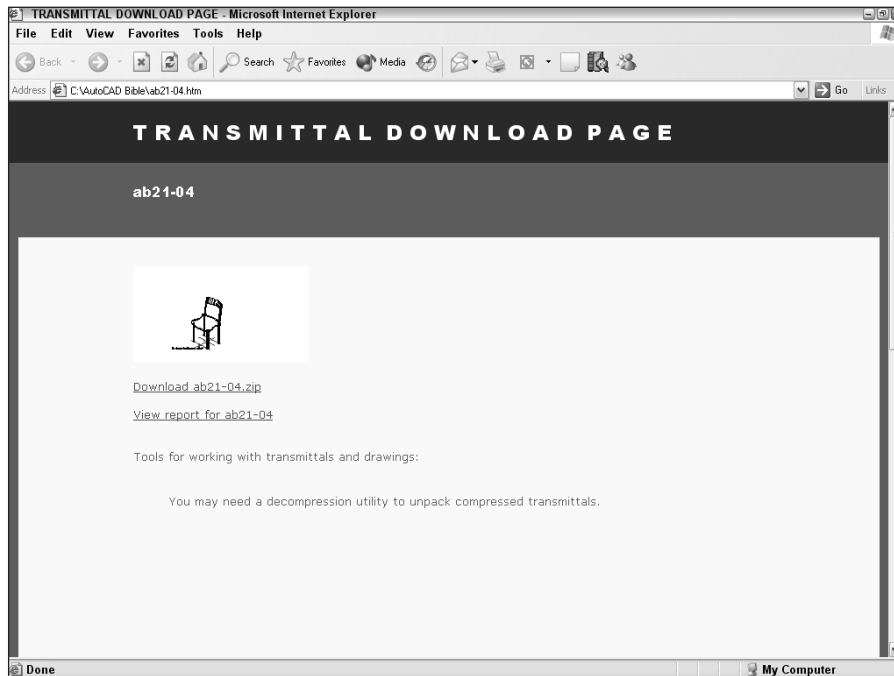 TRANSMITTAL DOWNLOAD PAGE - Microsoft Internet Explorer
File Edit View Favorites Tools Help
Back Search Favorites Media
Address C:\AutoCAD Bible\ab21-04.htm Go Links
TRANSMITTAL DOWNLOAD PAGE
ab21-04
Download ab21-04.zip
View report for ab21-04
Tools for working with transmittals and drawings:
You may need a decompression utility to unpack compressed transmittals.
Done My Computer